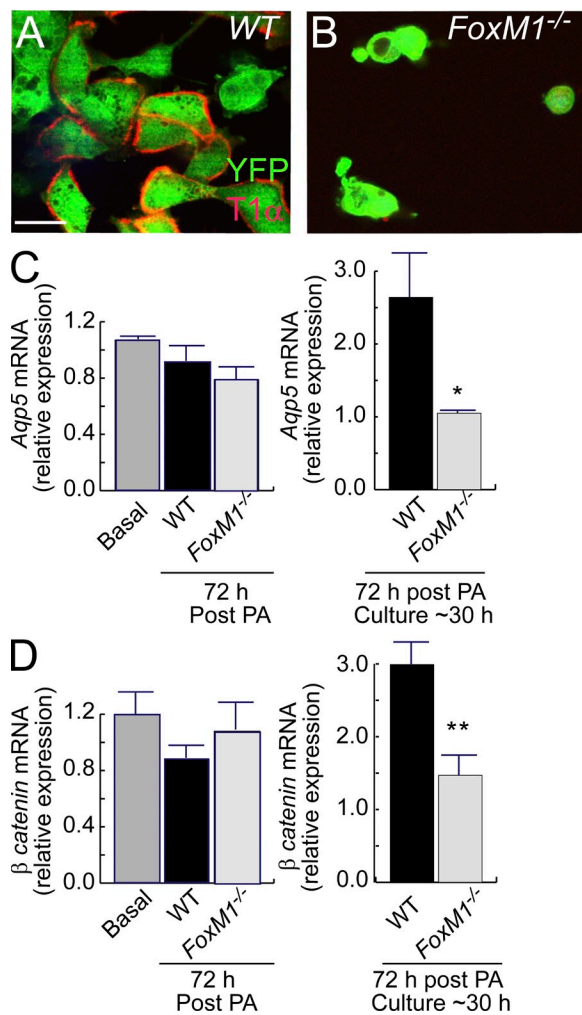 A WT
B FoxM1-/-
YFP
T1α
C
Aqp5 mRNA
(relative expression)
1.2
0.8
0.4
0.0
Basal
WT
FoxM1-/-
72 h
Post PA
Aqp5 mRNA
(relative expression)
3.0
2.0
1.0
0.0
*
WT
FoxM1-/-
72 h post PA
Culture ~30 h
D
β catenin mRNA
(relative expression)
1.2
0.8
0.4
0.0
Basal
WT
FoxM1-/-
72 h
Post PA
β catenin mRNA
(relative expression)
3.0
1.5
1.0
0.0
**
WT
FoxM1-/-
72 h post PA
Culture ~30 h